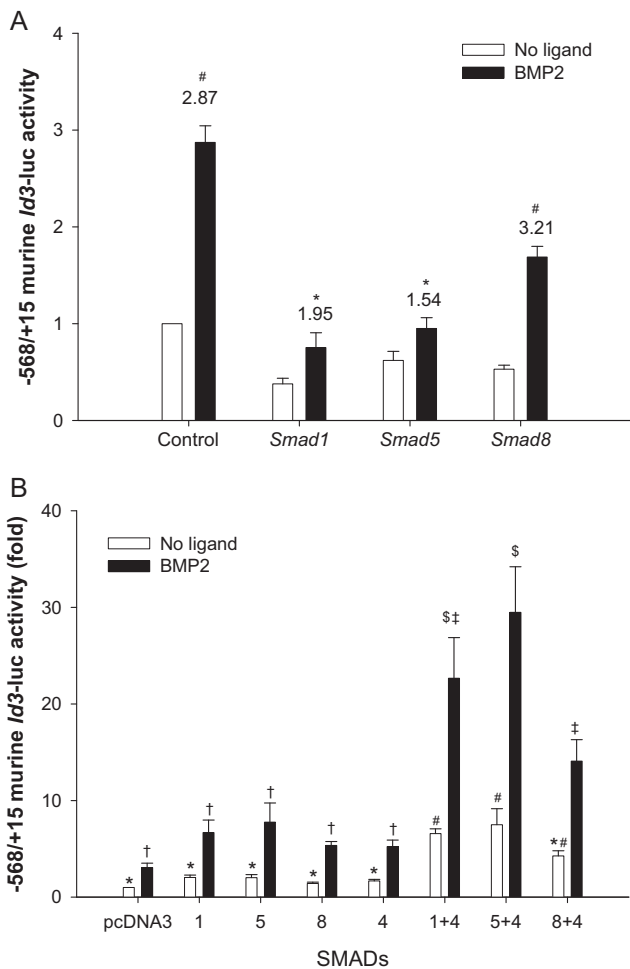 A
-568/+15 murine Id3-luc activity
4
3
2
1
0
No ligand
BMP2
#
2.87
*
1.95
*
1.54
#
3.21
Control
Smad1
Smad5
Smad8
B
-568/+15 murine Id3-luc activity (fold)
40
30
20
10
0
No ligand
BMP2
* † * † * † * † * † # $‡ # $ *# ‡
pcDNA3 1 5 8 4 1+4 5+4 8+4
SMADs